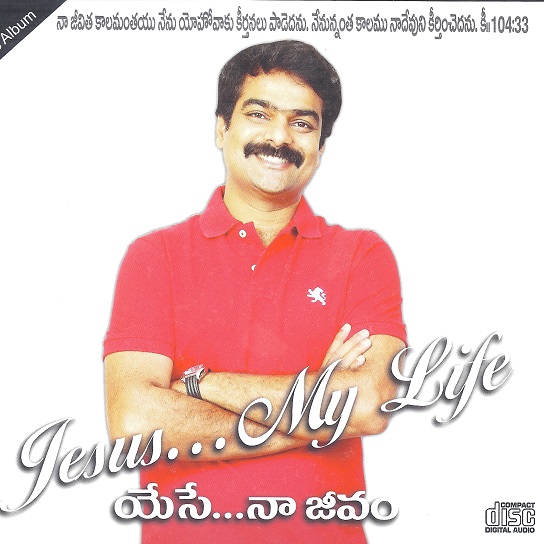 Album
నా జీవిత కాలమంతయు నేను యెహోవాకు కీర్తనలు పాడెదను. నేనున్నంత కాలము నాదేవుని కీర్తించెదను. కీ॥104:33
Jesus...My Life
యేసే...నా జీవం
COMPACT
disc
DIGITAL AUDIO